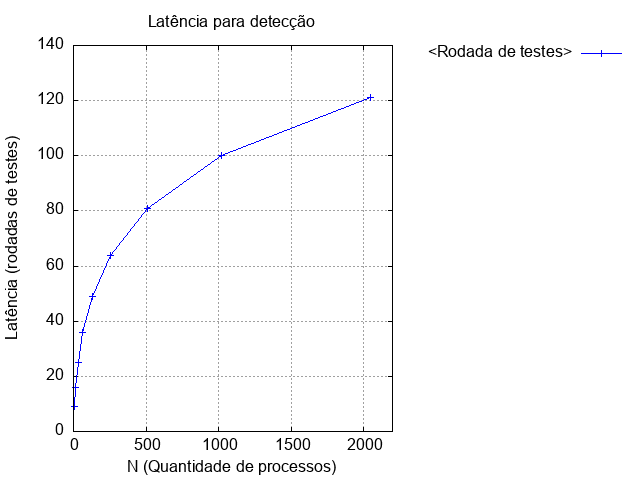 Latência para detecção
<Rodada de testes>
140
120
100
80
60
40
20
0
Latência (rodadas de testes)
0 500 1000 1500 2000
N (Quantidade de processos)